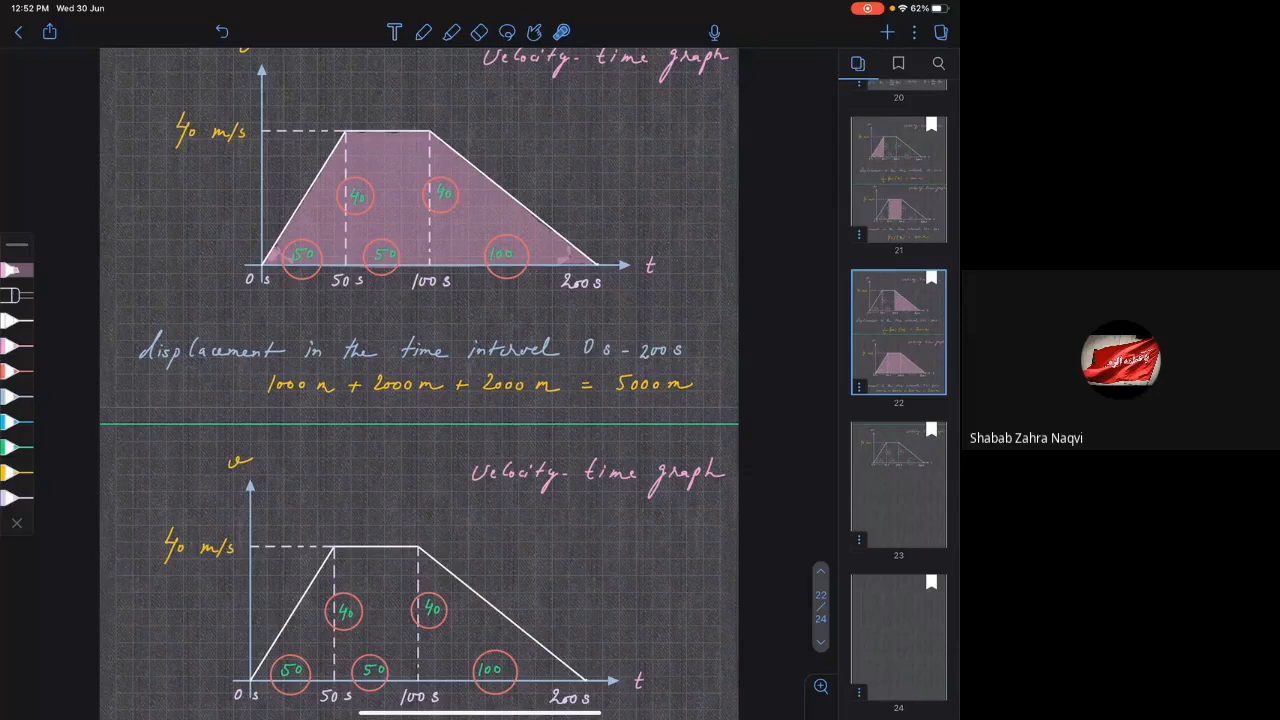 12:52 PM Wed 30 Jun
62%
Velocity-time graph
40 m/s
40
40
50
50
100
0 s
50 s
100 s
200 s
t
displacement in the time interval 0 s - 200 s
1000 m + 2000 m + 2000 m = 5000 m
v
Velocity-time graph
40 m/s
40
40
50
50
100
0 s
50 s
100 s
200 s
t
22
/
24
20
21
22
23
24
Shabab Zahra Naqvi